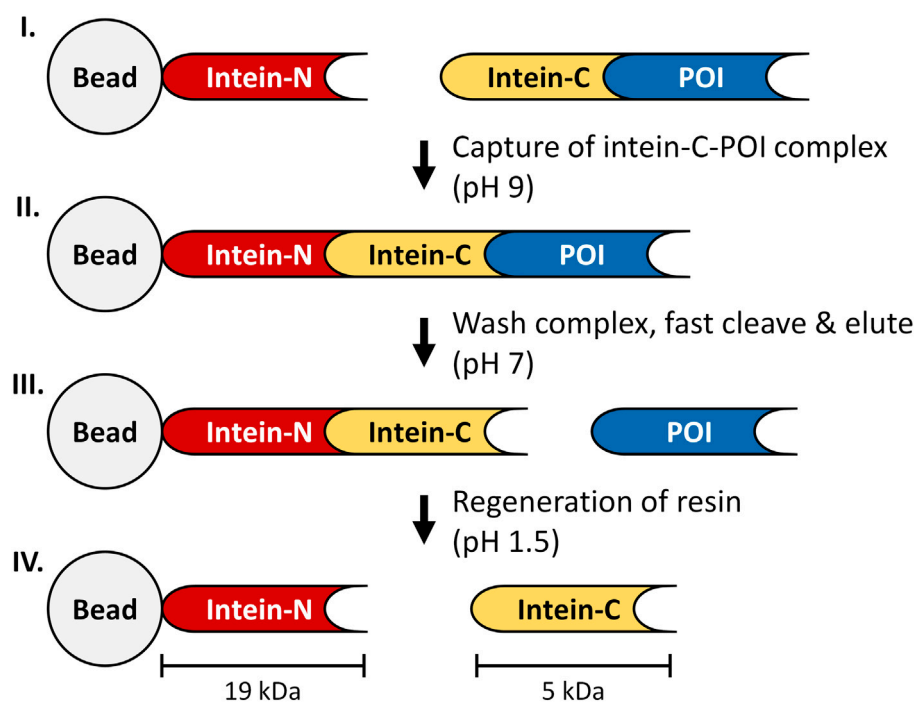 I.
Bead Intein-N Intein-C POI
Capture of intein-C-POI complex
(pH 9)
II.
Bead Intein-N Intein-C POI
Wash complex, fast cleave & elute
(pH 7)
III.
Bead Intein-N Intein-C POI
Regeneration of resin
(pH 1.5)
IV.
Bead Intein-N Intein-C
19 kDa 5 kDa